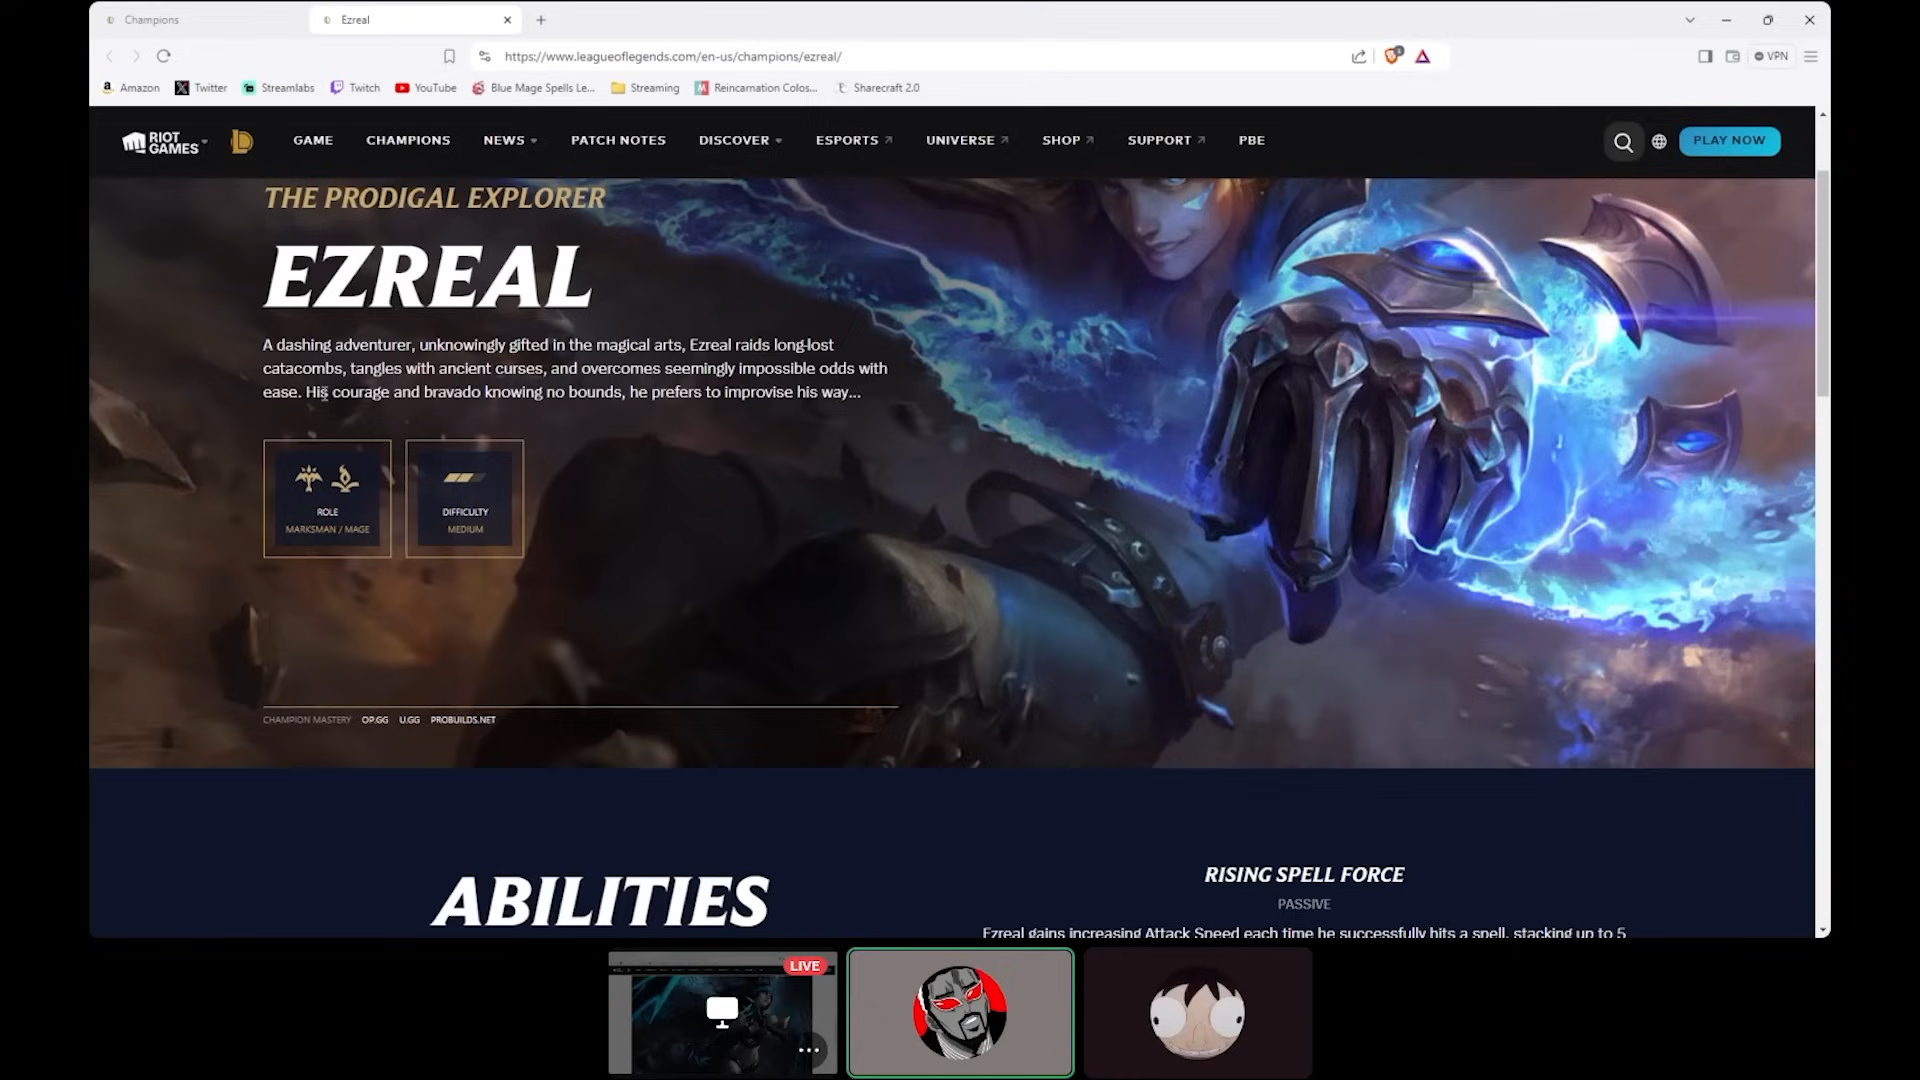 Champions
Ezreal
https://www.leagueoflegends.com/en-us/champions/ezreal/
VPN
Amazon
Twitter
Streamlabs
Twitch
YouTube
Blue Mage Spells Le...
Streaming
Reincarnation Colos...
Sharecraft 2.0
RIOT GAMES
GAME
CHAMPIONS
NEWS
PATCH NOTES
DISCOVER
ESPORTS
UNIVERSE
SHOP
SUPPORT
PBE
PLAY NOW
THE PRODIGAL EXPLORER
EZREAL
A dashing adventurer, unknowingly gifted in the magical arts, Ezreal raids long-lost
catacombs, tangles with ancient curses, and overcomes seemingly impossible odds with
ease. His courage and bravado knowing no bounds, he prefers to improvise his way...
ROLE
MARKSMAN / MAGE
DIFFICULTY
MEDIUM
CHAMPION MASTERY OP.GG U.GG PROBUILDS.NET
ABILITIES
RISING SPELL FORCE
PASSIVE
Ezreal gains increasing Attack Speed each time he successfully hits a spell, stacking up to 5
LIVE